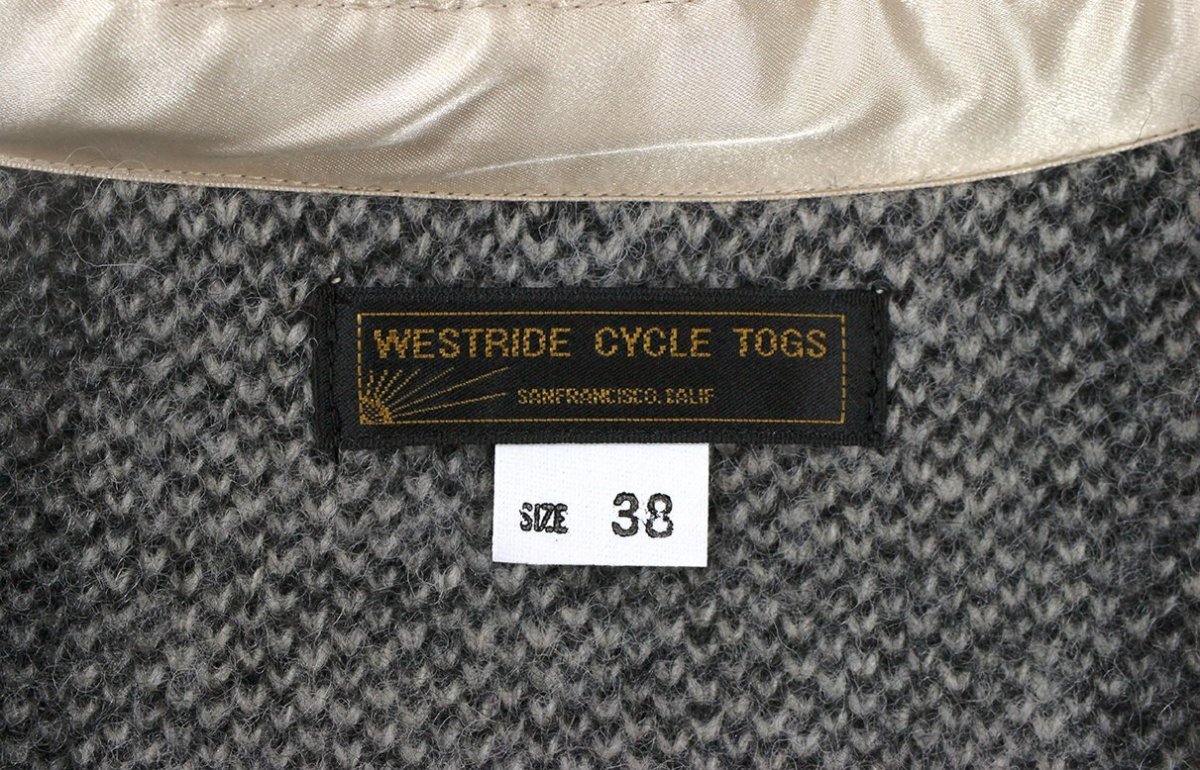 WESTRIDE CYCLE TOGS
SANFRANCISCO.CALIF
SIZE 38